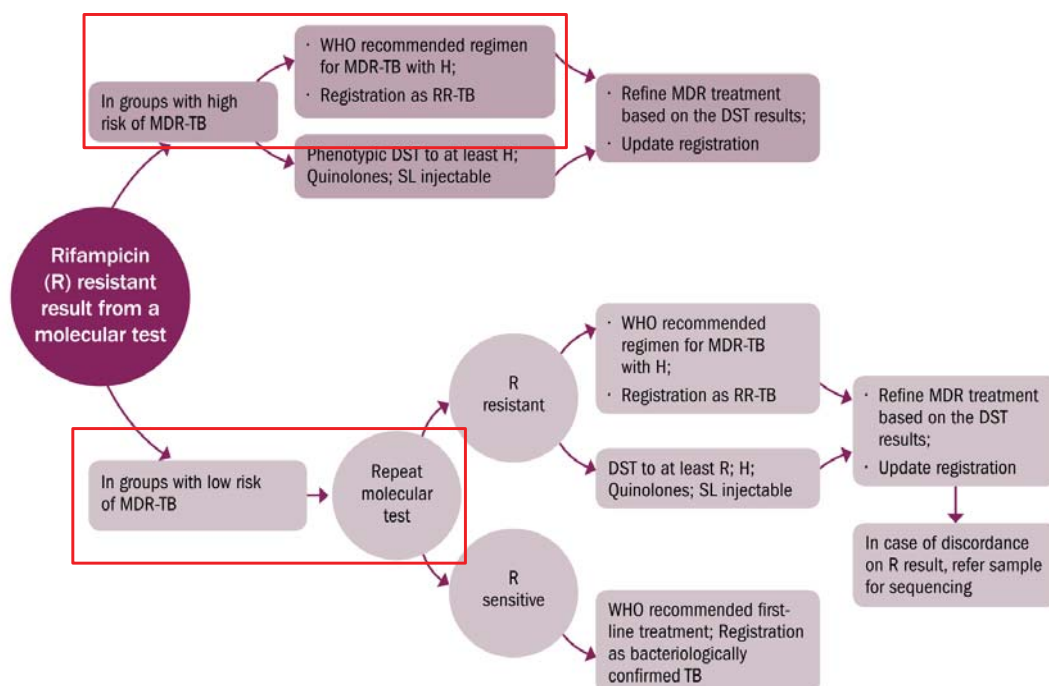 Rifampicin
(R) resistant
result from a
molecular test
In groups with high
risk of MDR-TB
· WHO recommended regimen
for MDR-TB with H;
· Registration as RR-TB
Phenotypic DST to at least H;
Quinolones; SL injectable
· Refine MDR treatment
based on the DST results;
· Update registration
In groups with low risk
of MDR-TB
Repeat
molecular
test
R
resistant
· WHO recommended
regimen for MDR-TB
with H;
· Registration as RR-TB
DST to at least R; H;
Quinolones; SL injectable
· Refine MDR treatment
based on the DST
results;
· Update registration
In case of discordance
on R result, refer sample
for sequencing
R
sensitive
WHO recommended first-
line treatment; Registration
as bacteriologically
confirmed TB